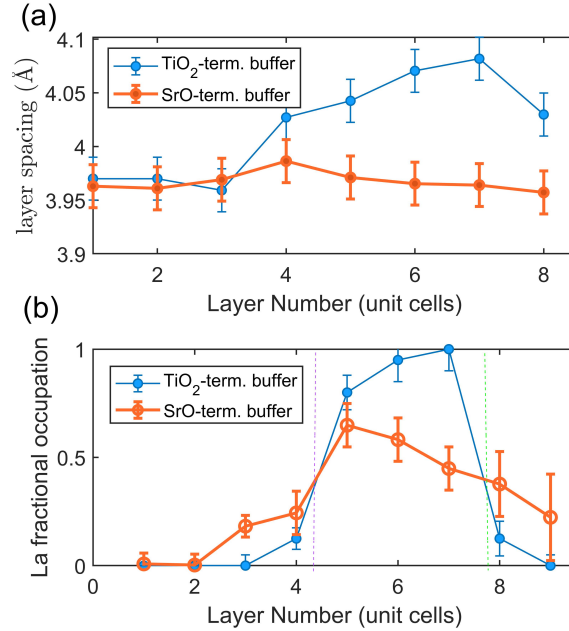 (a)
4.1
4.05
4
3.95
3.9
layer spacing (Å)
TiO₂-term. buffer
SrO-term. buffer
2
4
6
8
Layer Number (unit cells)
(b)
1
0.5
0
La fractional occupation
TiO₂-term. buffer
SrO-term. buffer
0
2
4
6
8
Layer Number (unit cells)